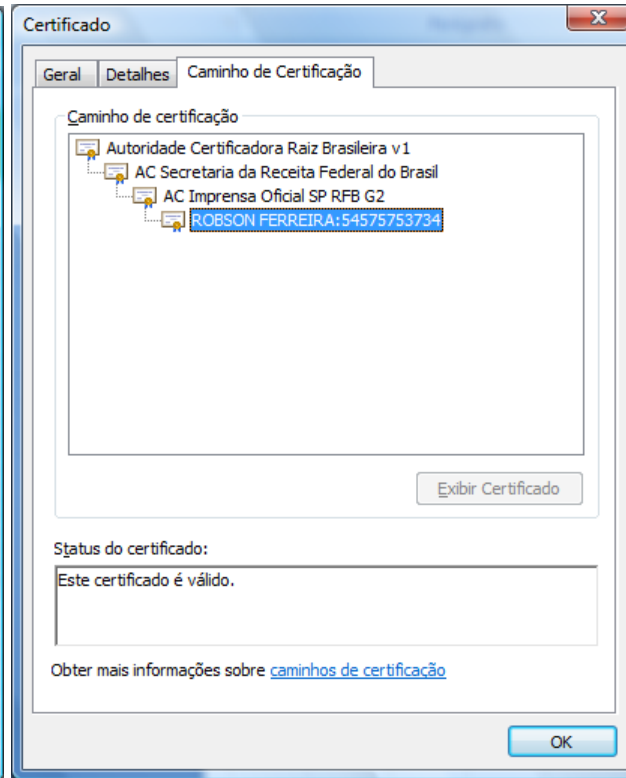 Certificado
Geral Detalhes Caminho de Certificação
Caminho de certificação
Autoridade Certificadora Raiz Brasileira v1
AC Secretaria da Receita Federal do Brasil
AC Imprensa Oficial SP RFB G2
ROBSON FERREIRA:54575753734
Exibir Certificado
Status do certificado:
Este certificado é válido.
Obter mais informações sobre caminhos de certificação
OK